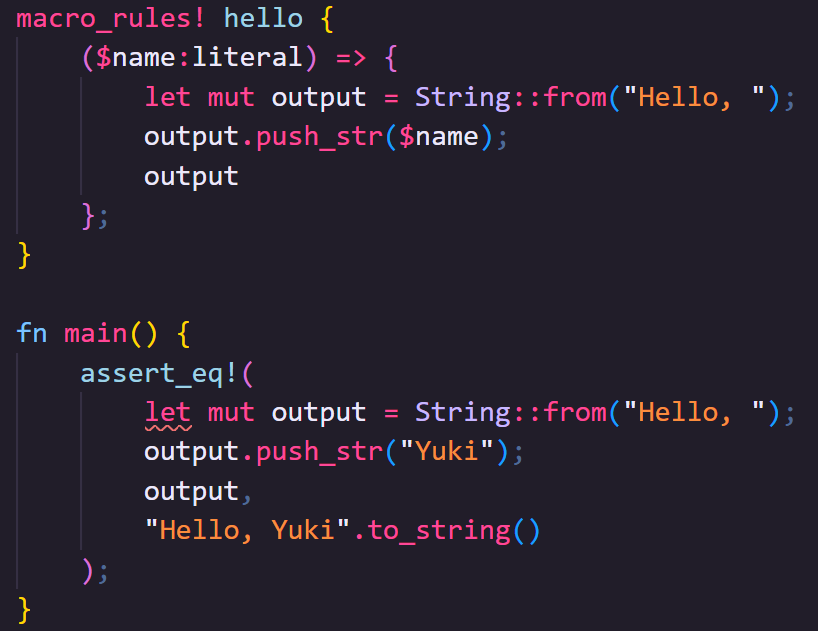 macro_rules! hello {
    ($name:literal) => {
        let mut output = String::from("Hello, ");
        output.push_str($name);
        output
    };
}

fn main() {
    assert_eq!(
        let mut output = String::from("Hello, ");
        output.push_str("Yuki");
        output,
        "Hello, Yuki".to_string()
    );
}